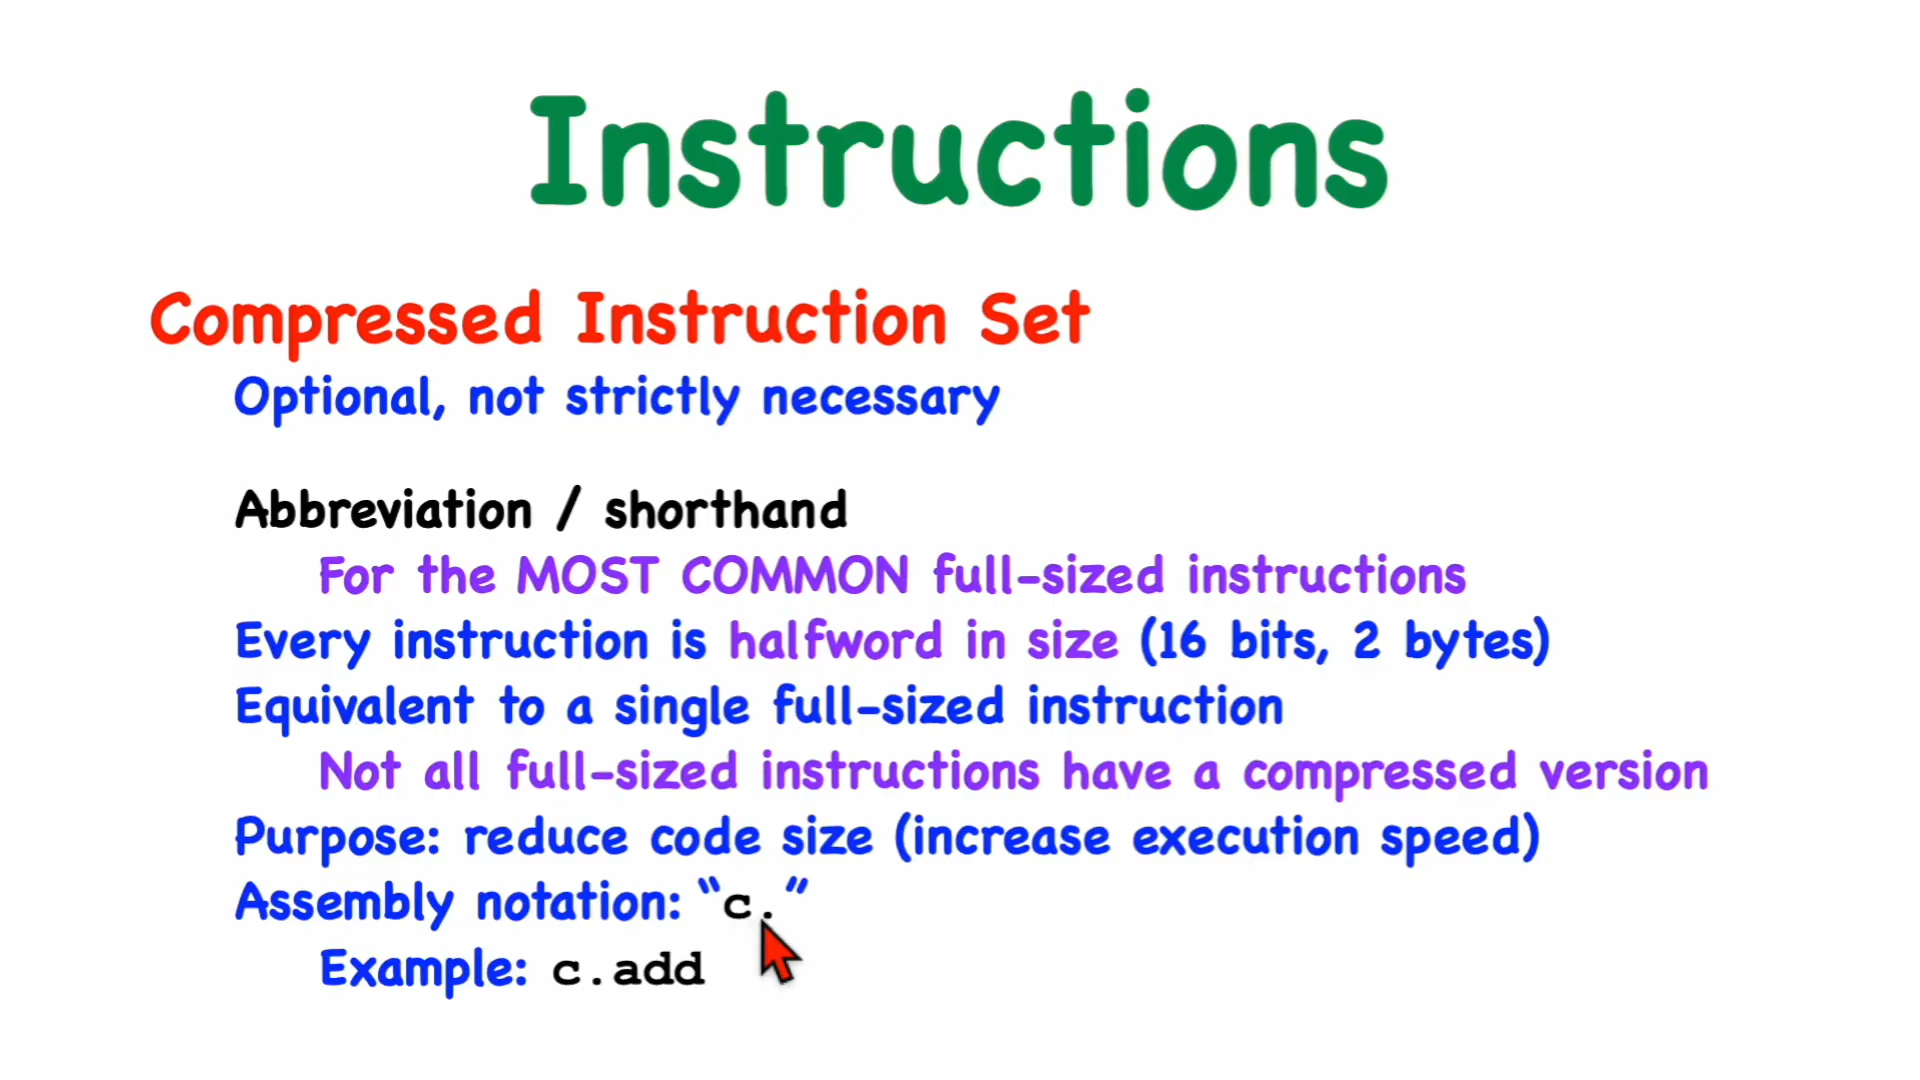 Instructions
Compressed Instruction Set
Optional, not strictly necessary
Abbreviation / shorthand
For the MOST COMMON full-sized instructions
Every instruction is halfword in size (16 bits, 2 bytes)
Equivalent to a single full-sized instruction
Not all full-sized instructions have a compressed version
Purpose: reduce code size (increase execution speed)
Assembly notation: “c.”
Example: c.add